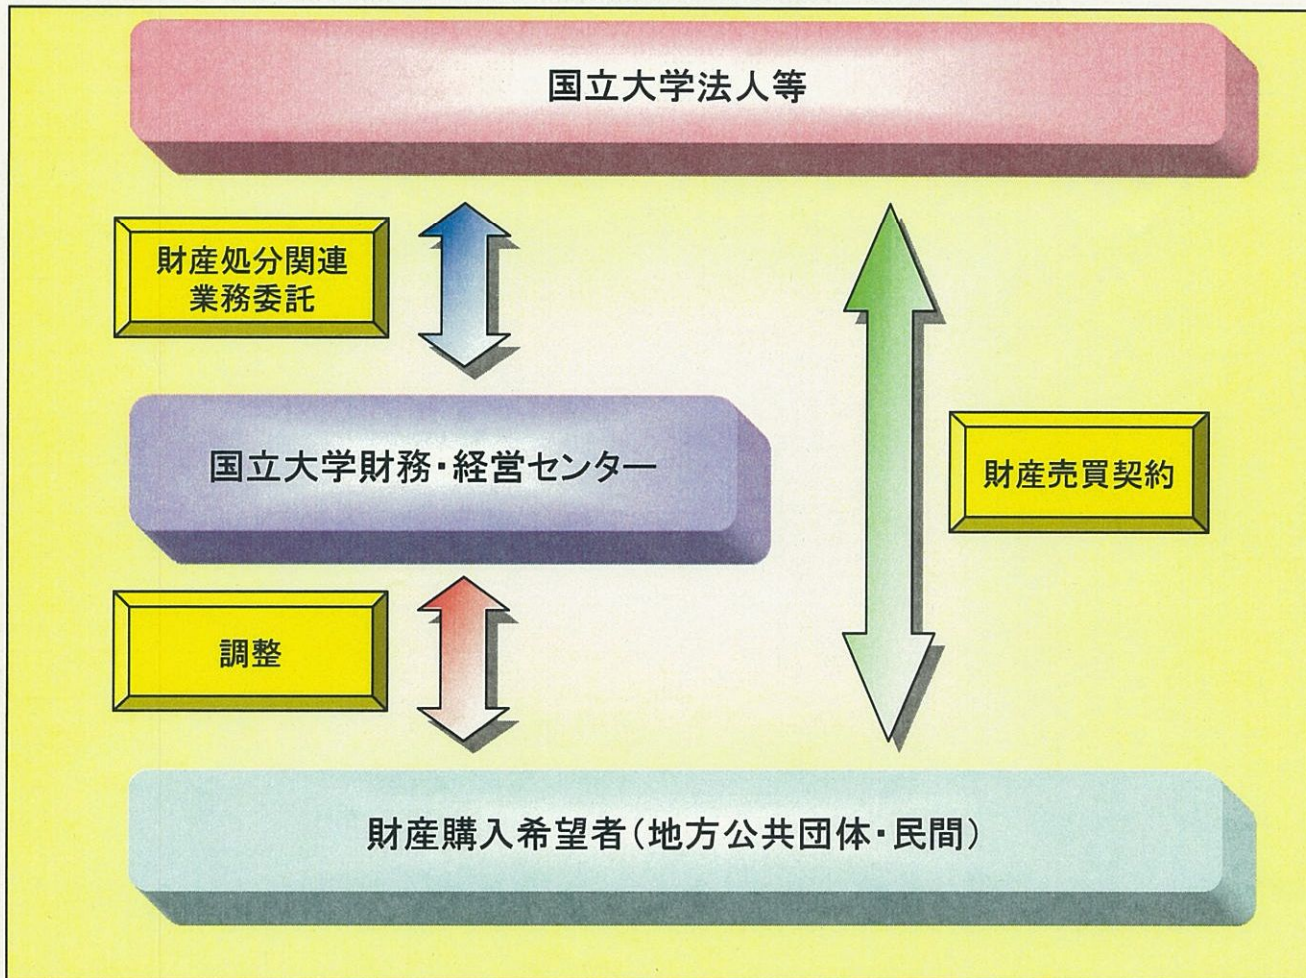 国立大学法人等
財産処分関連
業務委託
国立大学財務・経営センター
財産売買契約
調整
財産購入希望者(地方公共団体・民間)